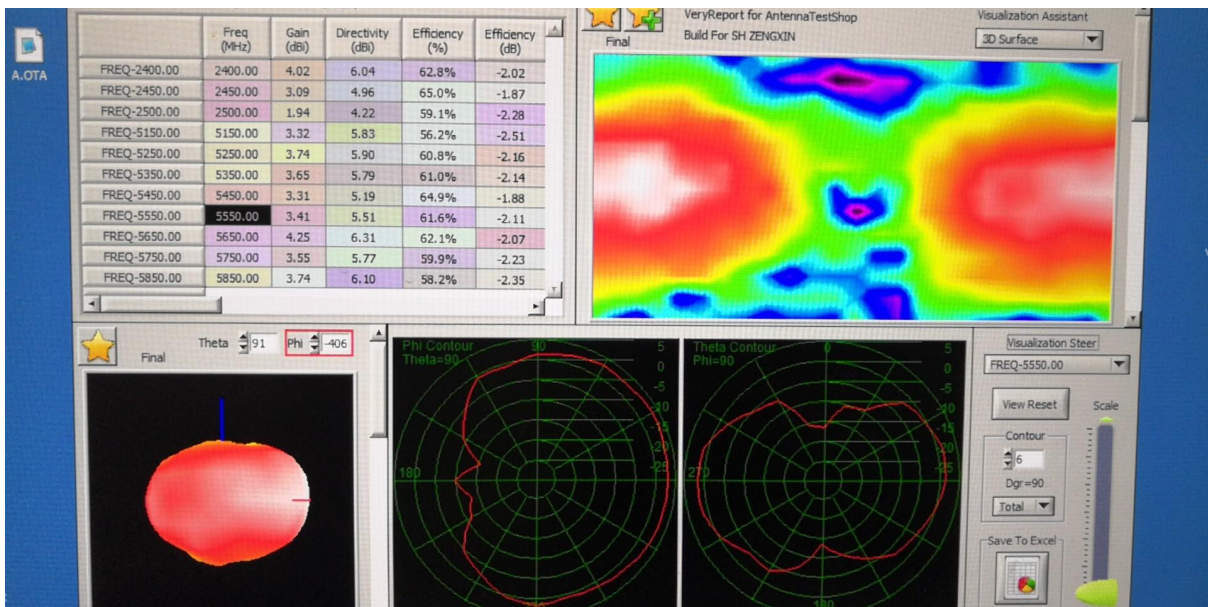 A.OTA
Freq (MHz) Gain (dBi) Directivity (dBi) Efficiency (%) Efficiency (dB)
FREQ-2400.00 2400.00 4.02 6.04 62.8% -2.02
FREQ-2450.00 2450.00 3.09 4.96 65.0% -1.87
FREQ-2500.00 2500.00 1.94 4.22 59.1% -2.28
FREQ-5150.00 5150.00 3.32 5.83 56.2% -2.51
FREQ-5250.00 5250.00 3.74 5.90 60.8% -2.16
FREQ-5350.00 5350.00 3.65 5.79 61.0% -2.14
FREQ-5450.00 5450.00 3.31 5.19 64.9% -1.88
FREQ-5550.00 5550.00 3.41 5.51 61.6% -2.11
FREQ-5650.00 5650.00 4.25 6.31 62.1% -2.07
FREQ-5750.00 5750.00 3.55 5.77 59.9% -2.23
FREQ-5850.00 5850.00 3.74 6.10 58.2% -2.35
Final
VeryReport for AntennaTestShop
Build For SH ZENGXIN
Visualization Assistant
3D Surface
Final
Theta 91 Phi -406
Phi Contour
Theta=90
90
5
0
-5
-10
-15
-20
-25
180
Theta Contour
Phi=90
0
5
0
-5
-10
-15
-20
-25
270
180
Visualization Steer
FREQ-5550.00
View Reset
Scale
Contour
6
Dgr=90
Total
Save To Excel